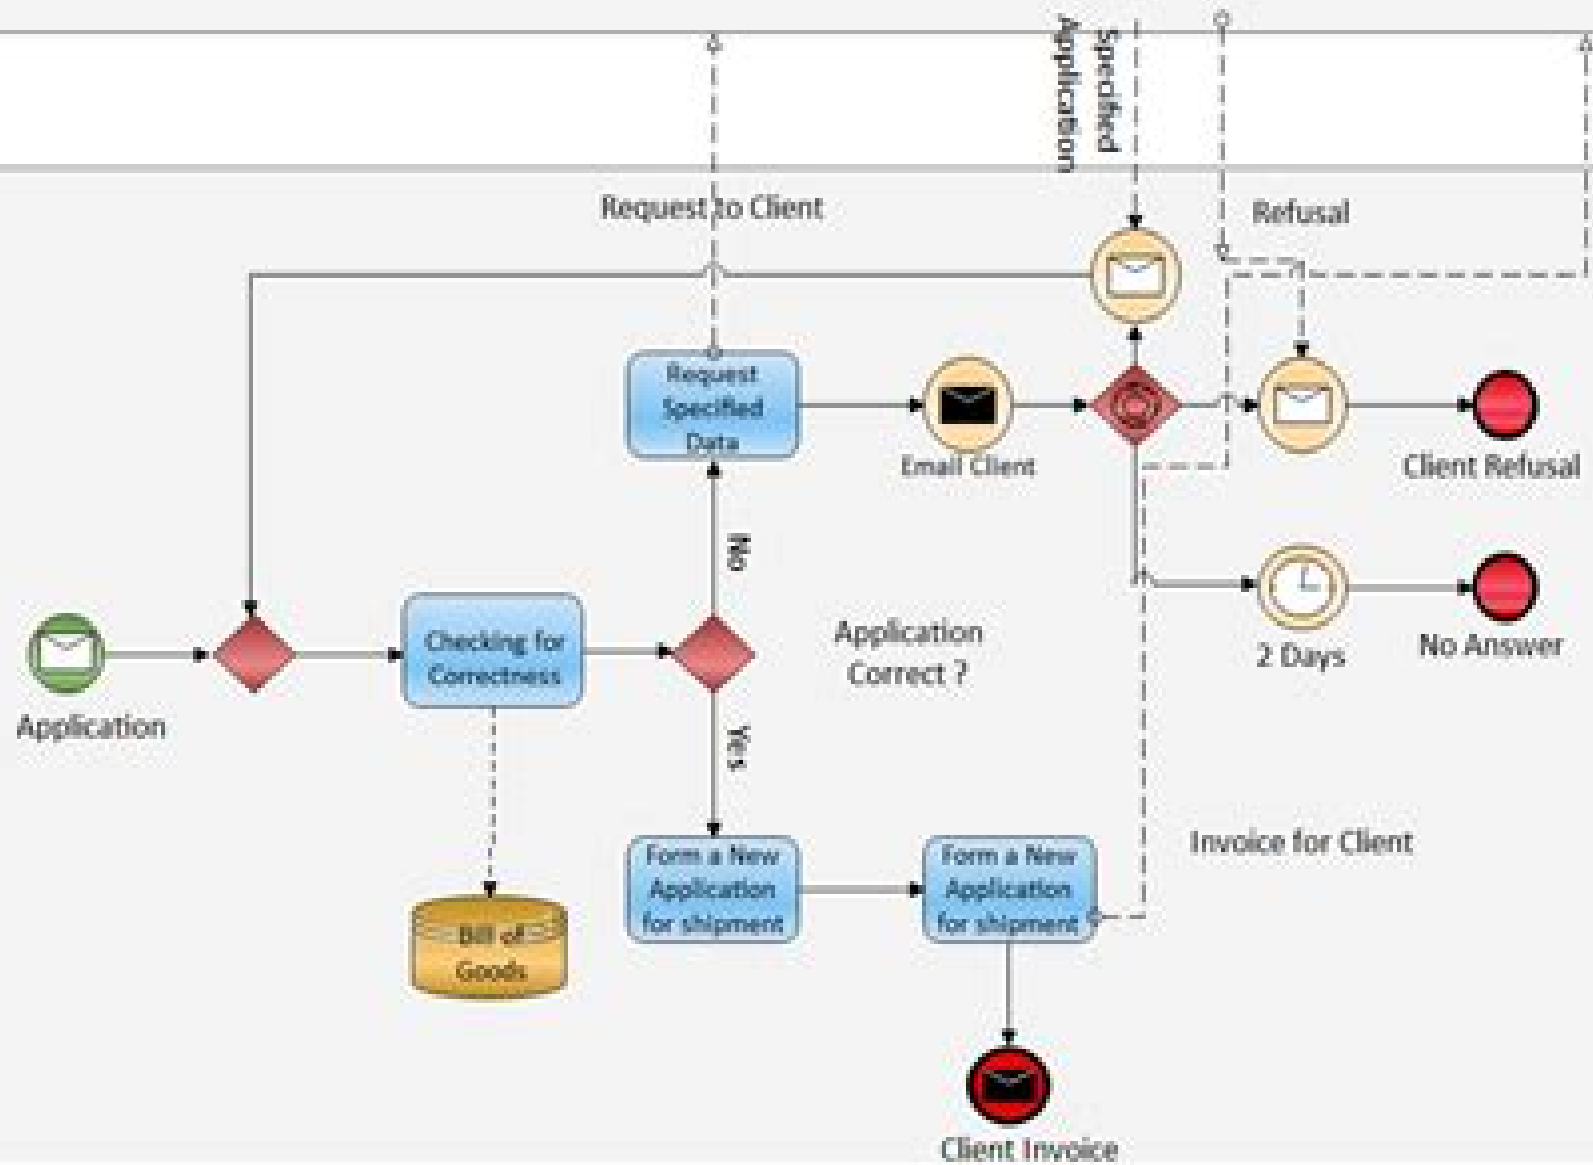 Specified
Application
Request to Client
Refusal
Request
Specified
Data
Email Client
Client Refusal
No
Application
Correct ?
Checking for
Correctness
2 Days
No Answer
Application
Yes
Form a New
Application
for shipment
Form a New
Application
for shipment
Invoice for Client
Bill of
Goods
Client Invoice